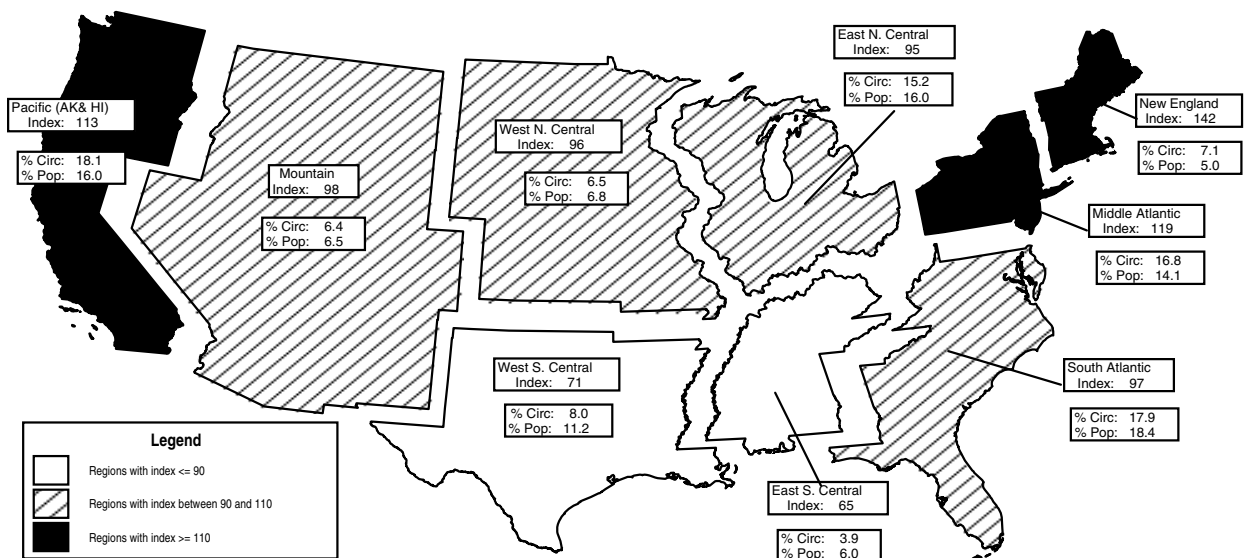 East N. Central
Index: 95
% Circ: 15.2
% Pop: 16.0
Pacific (AK& HI)
Index: 113
% Circ: 18.1
% Pop: 16.0
Mountain
Index: 98
% Circ: 6.4
% Pop: 6.5
West N. Central
Index: 96
% Circ: 6.5
% Pop: 6.8
New England
Index: 142
% Circ: 7.1
% Pop: 5.0
Middle Atlantic
Index: 119
% Circ: 16.8
% Pop: 14.1
West S. Central
Index: 71
% Circ: 8.0
% Pop: 11.2
South Atlantic
Index: 97
% Circ: 17.9
% Pop: 18.4
East S. Central
Index: 65
% Circ: 3.9
% Pop: 6.0
Legend
Regions with index <= 90
Regions with index between 90 and 110
Regions with index >= 110